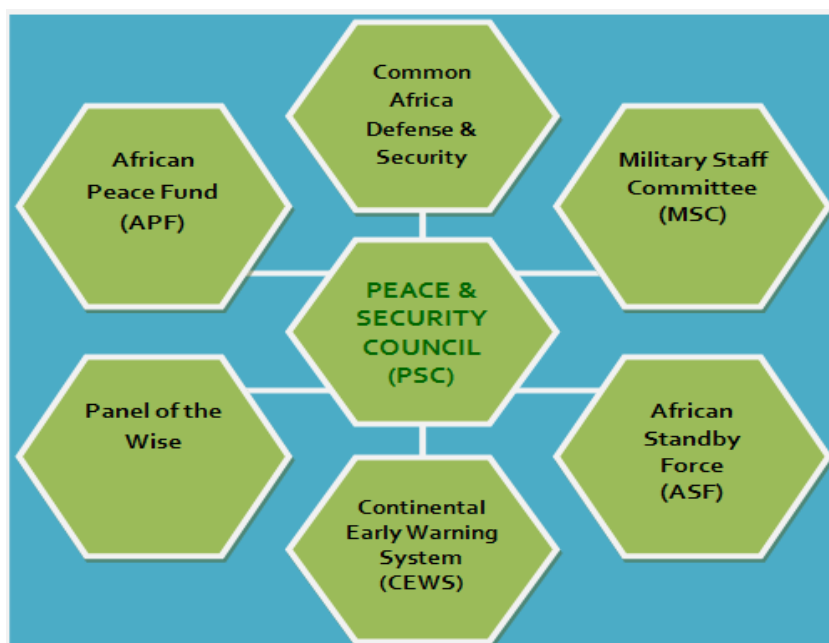 Common
Africa
Defense &
Security
African
Peace Fund
(APF)
Military Staff
Committee
(MSC)
PEACE &
SECURITY
COUNCIL
(PSC)
Panel of the
Wise
African
Standby
Force
(ASF)
Continental
Early Warning
System
(CEWS)